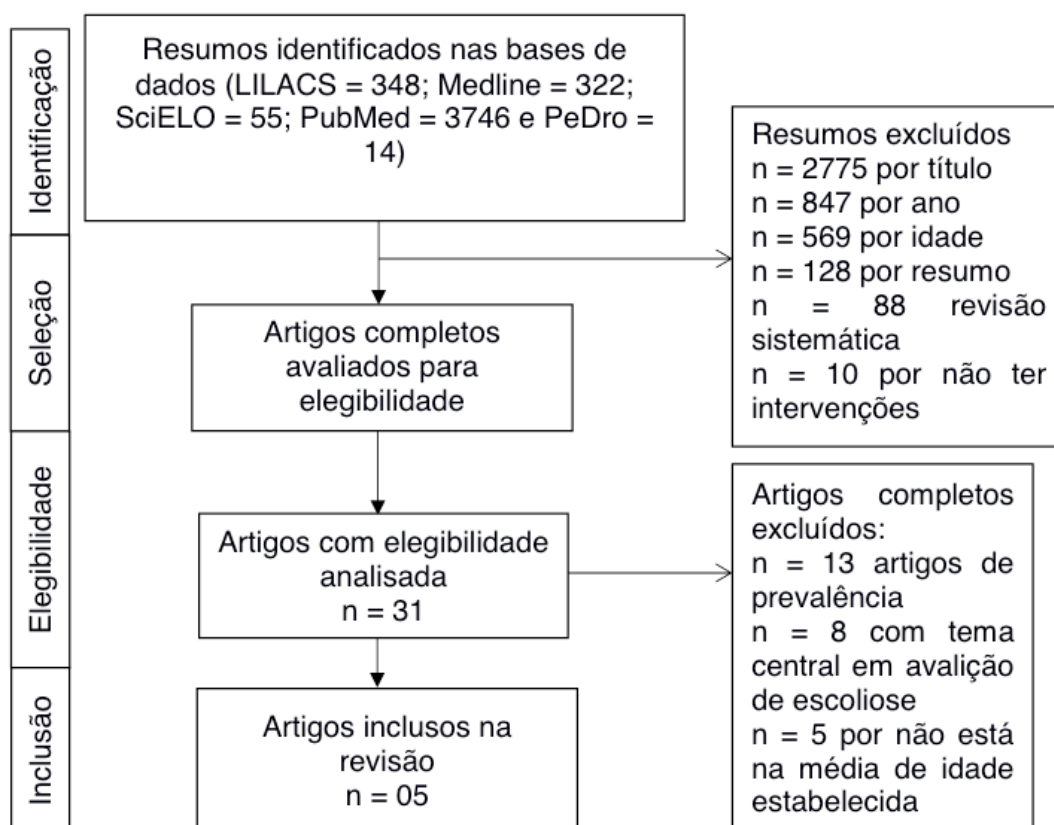 Identificação
Resumos identificados nas bases de
dados (LILACS = 348; Medline = 322;
SciELO = 55; PubMed = 3746 e PeDro =
14)
Resumos excluídos
n = 2775 por título
n = 847 por ano
n = 569 por idade
n = 128 por resumo
n = 88 revisão
sistemática
n = 10 por não ter
intervenções
Seleção
Artigos completos
avaliados para
elegibilidade
Elegibilidade
Artigos com elegibilidade
analisada
n = 31
Artigos completos
excluídos:
n = 13 artigos de
prevalência
n = 8 com tema
central em avalição
de escoliose
n = 5 por não está
na média de idade
estabelecida
Inclusão
Artigos inclusos na
revisão
n = 05